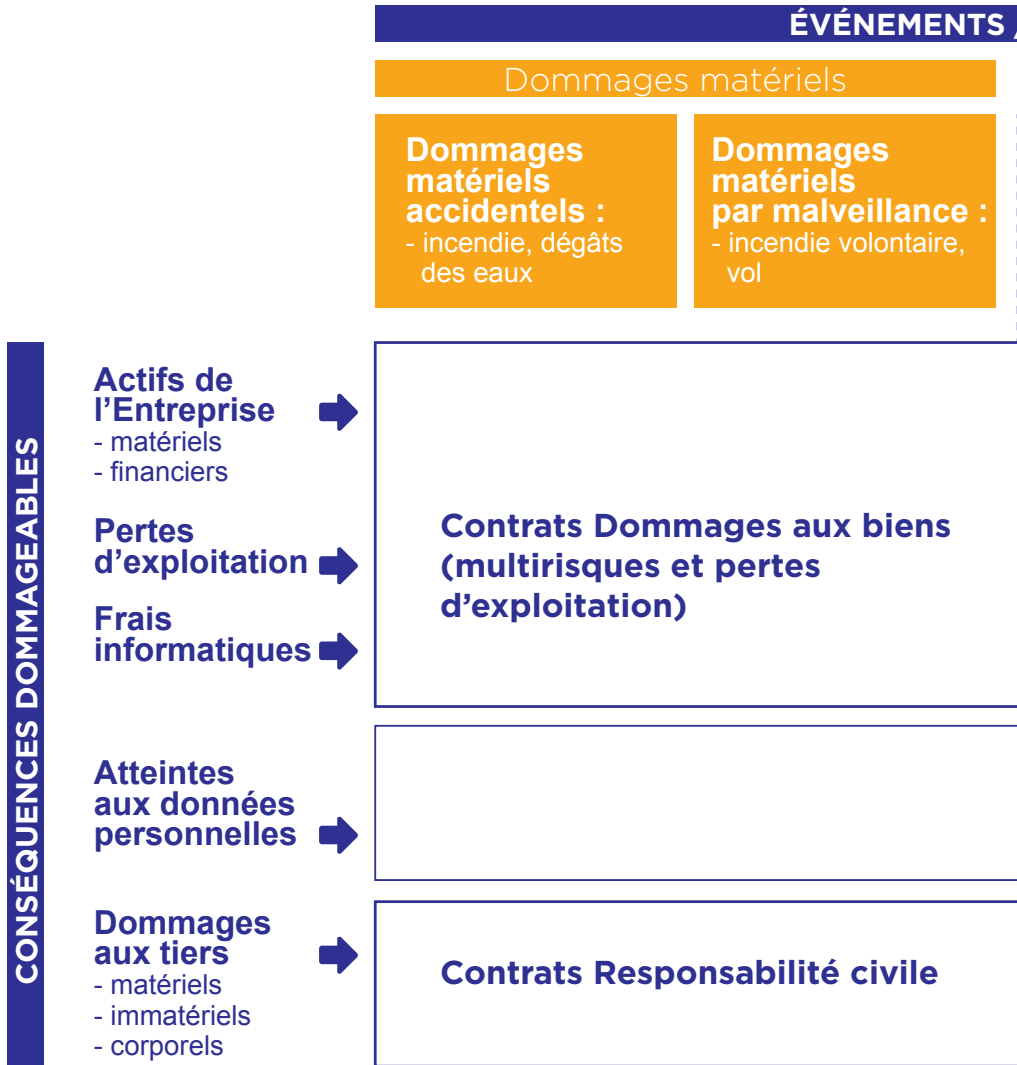 ÉVÉNEMENTS
Dommages matériels
Dommages
matériels
accidentels :
- incendie, dégâts
des eaux
Dommages
matériels
par malveillance :
- incendie volontaire,
vol
CONSÉQUENCES DOMMAGEABLES
Actifs de
l’Entreprise
- matériels
- financiers
Pertes
d’exploitation
Frais
informatiques
Contrats Dommages aux biens
(multirisques et pertes
d’exploitation)
Atteintes
aux données
personnelles
Dommages
aux tiers
- matériels
- immatériels
- corporels
Contrats Responsabilité civile